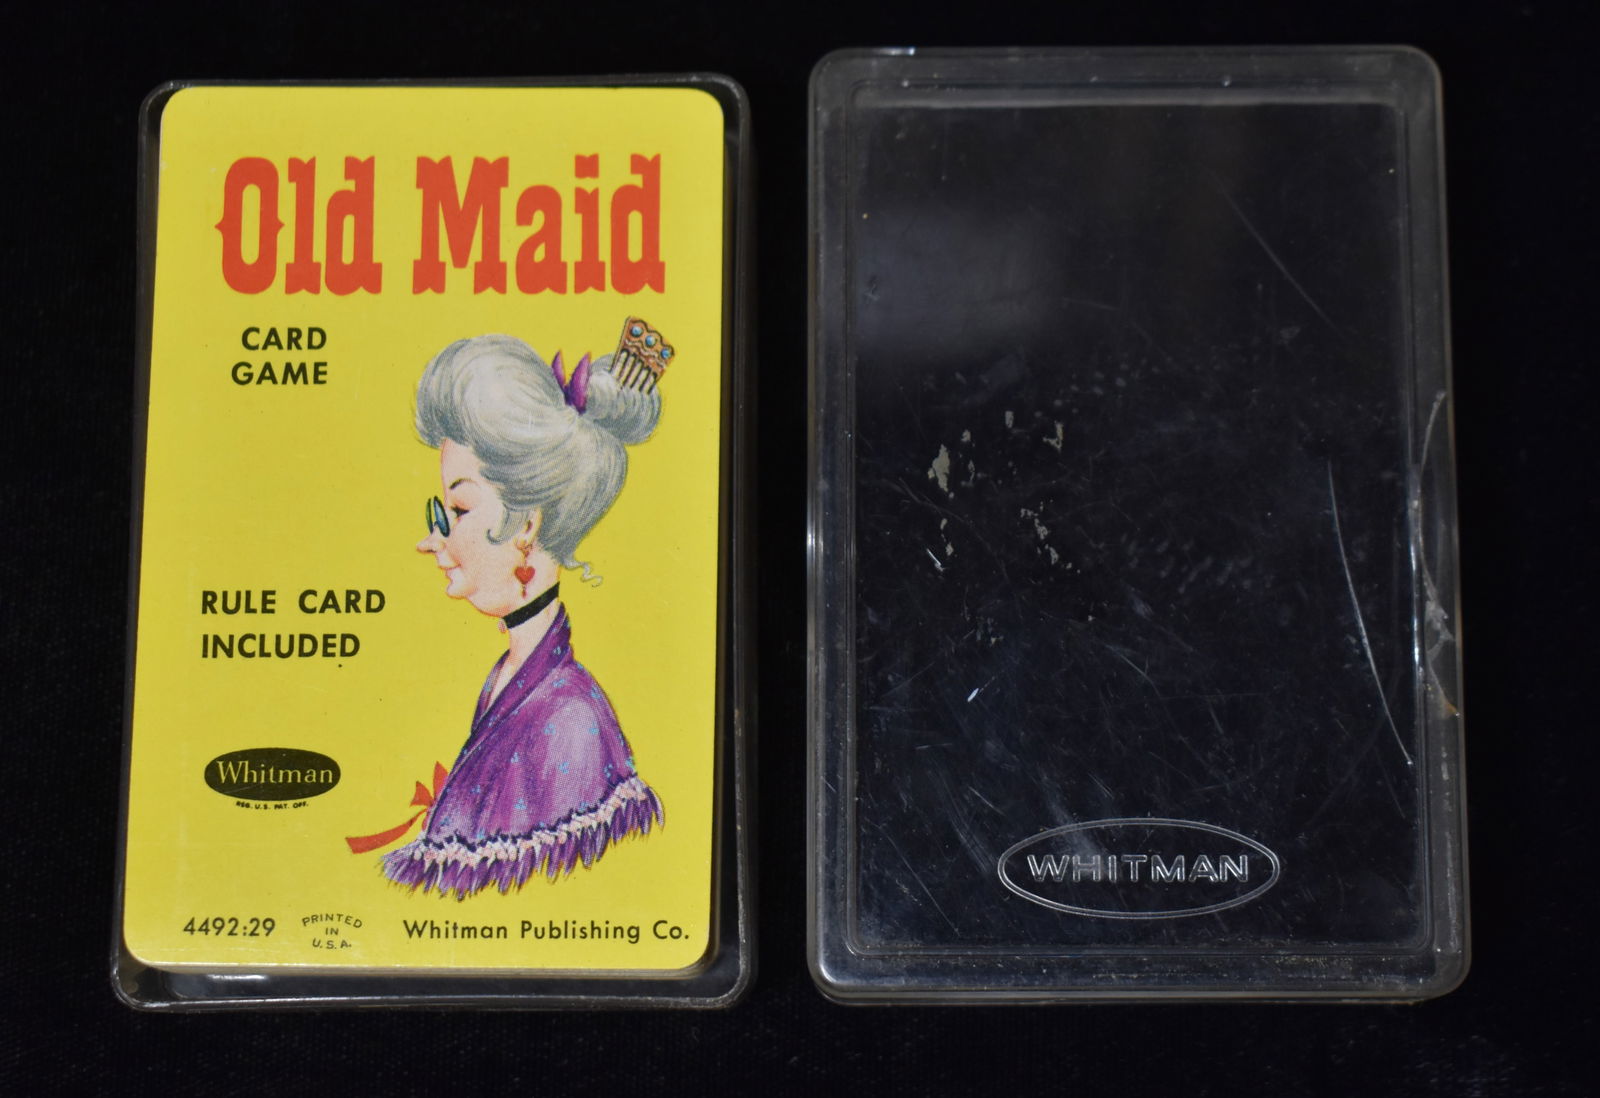 Old Maid
CARD
GAME
RULE CARD
INCLUDED
Whitman
REG. U.S. PAT. OFF.
4492:29
PRINTED
IN
U.S.A.
Whitman Publishing Co.
WHITMAN